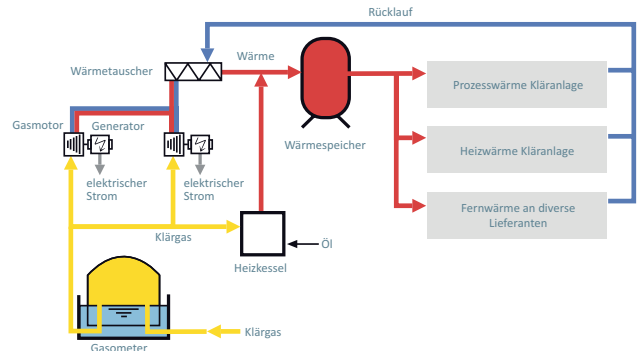 Rücklauf
Wärme
Wärmetauscher
Prozesswärme Kläranlage
Gasmotor
Generator
Wärmespeicher
Heizwärme Kläranlage
elektrischer
Strom
elektrischer
Strom
Fernwärme an diverse
Lieferanten
Klärgas
Öl
Heizkessel
Klärgas
Gasometer